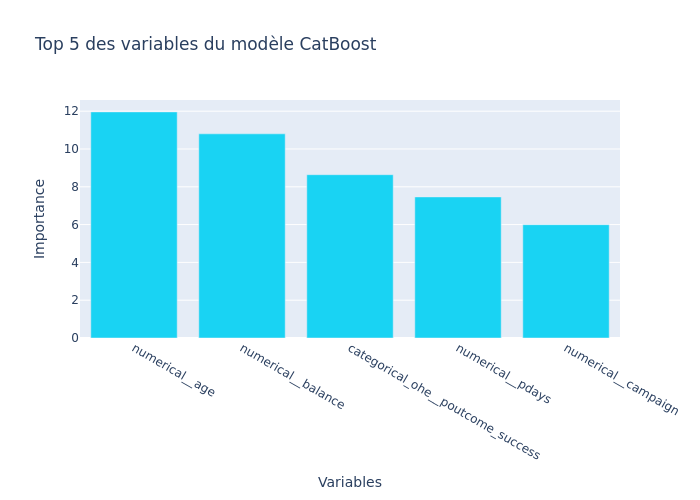 Top 5 des variables du modèle CatBoost
Importance
12
10
8
6
4
2
0
numerical__age
numerical__balance
categorical_ohe__poutcome_success
numerical__pdays
numerical__campaign
Variables